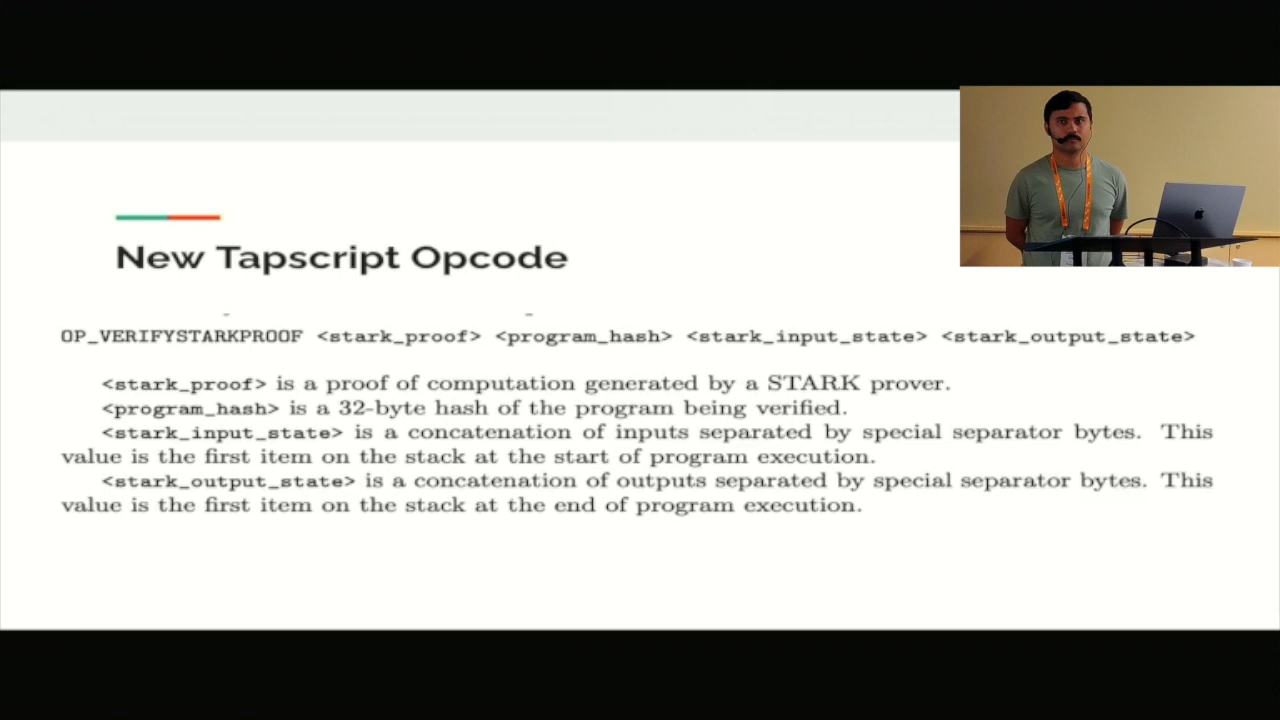 New Tapscript Opcode
OP_VERIFYSTARKPROOF <stark_proof> <program_hash> <stark_input_state> <stark_output_state>
<stark_proof> is a proof of computation generated by a STARK prover.
<program_hash> is a 32-byte hash of the program being verified.
<stark_input_state> is a concatenation of inputs separated by special separator bytes. This
value is the first item on the stack at the start of program execution.
<stark_output_state> is a concatenation of outputs separated by special separator bytes. This
value is the first item on the stack at the end of program execution.